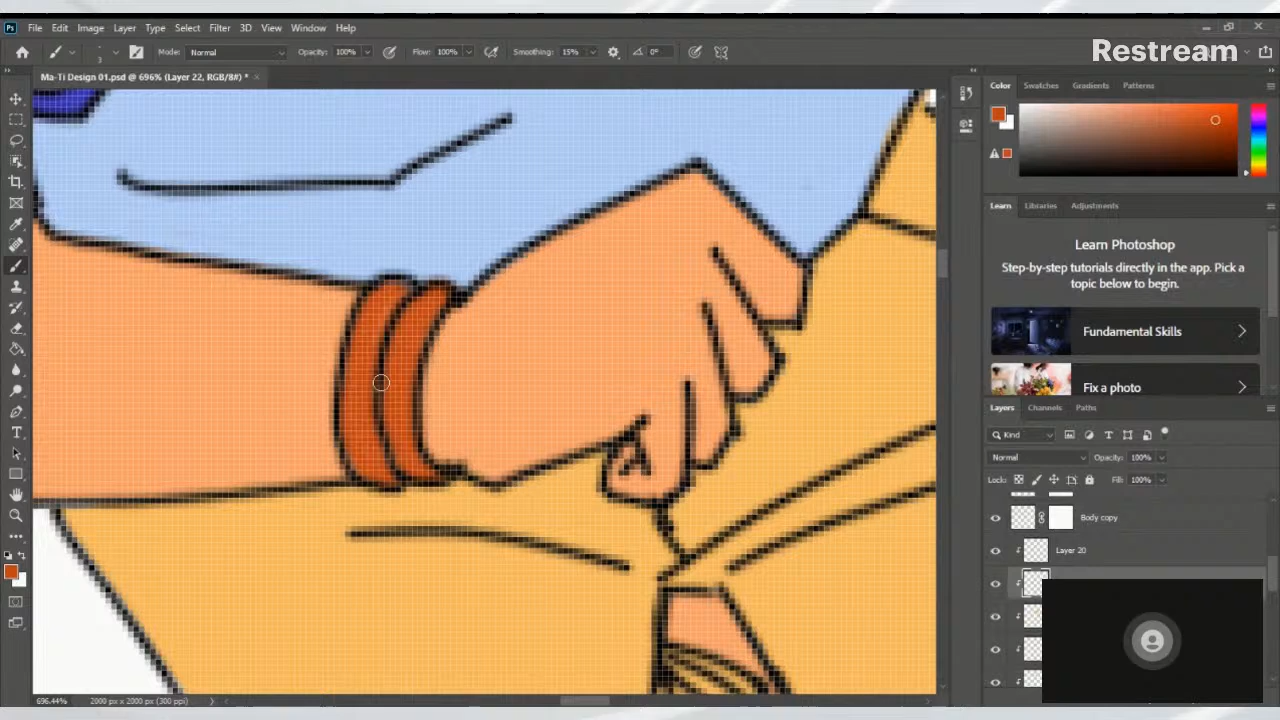 Ps File Edit Image Layer Type Select Filter 3D View Window Help
Restream
3 Mode: Normal Opacity: 100% Flow: 100% Smoothing: 15% 0°
Ma-Ti Design 01.psd @ 696% (Layer 22, RGB/8#) *
Color Swatches Gradients Patterns
Learn Libraries Adjustments
Learn Photoshop
Step-by-step tutorials directly in the app. Pick a
topic below to begin.
Fundamental Skills
Fix a photo
Layers Channels Paths
Kind
Normal Opacity: 100%
Lock: Fill: 100%
Body copy
Layer 20
696.44% 2000 px x 2000 px (300 ppi)